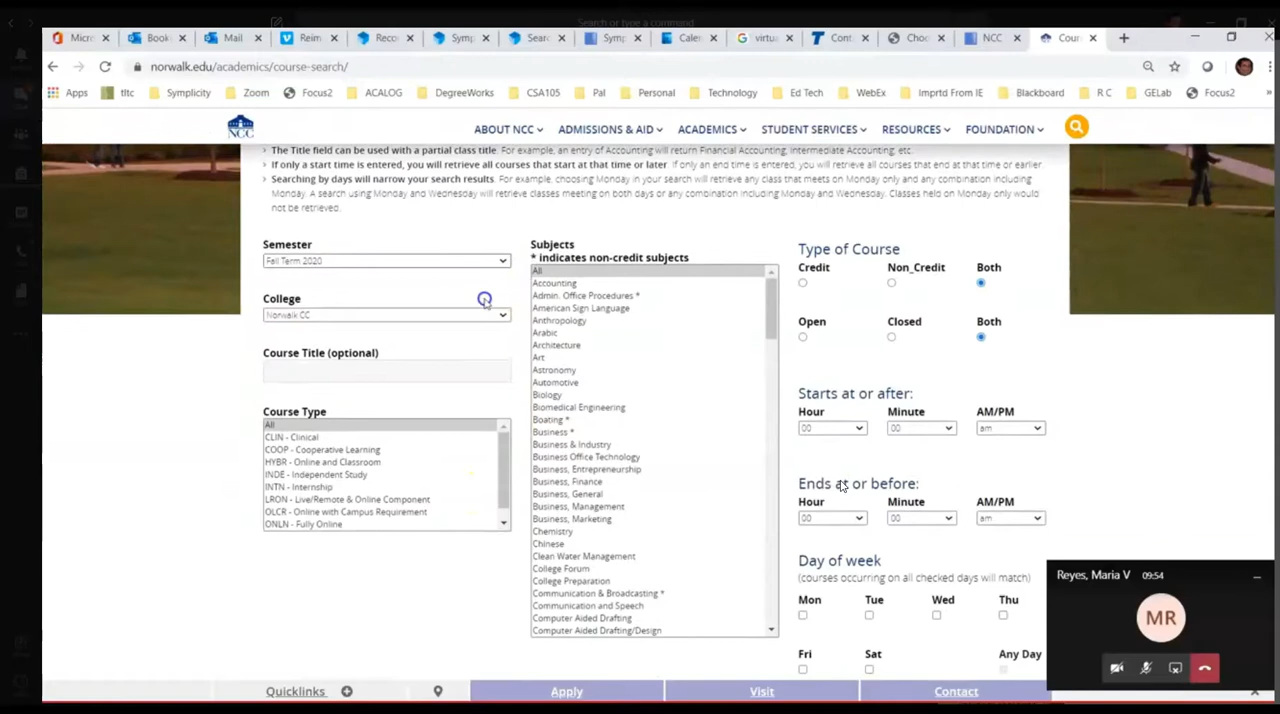 Search or type a command
Micr
Book
Mail
Reim
Reco
Symp
Sear
Symp
Caler
virtu
Cont
Choo
NCC
Cour
norwalk.edu/academics/course-search/
Apps
tltc
Symplicity
Zoom
Focus2
ACALOG
DegreeWorks
CSA105
Pal
Personal
Technology
Ed Tech
WebEx
Imprtd From IE
Blackboard
R C
GELab
Focus2
NCC
ABOUT NCC
ADMISSIONS & AID
ACADEMICS
STUDENT SERVICES
RESOURCES
FOUNDATION
> The Title field can be used with a partial class title. For example, an entry of Accounting will return Financial Accounting, Intermediate Accounting, etc.
> If only a start time is entered, you will retrieve all courses that start at that time or later. If only an end time is entered, you will retrieve all courses that end at that time or earlier
> Searching by days will narrow your search results. For example, choosing Monday in your search will retrieve any class that meets on Monday only and any combination including
Monday. A search using Monday and Wednesday will retrieve classes meeting on both days or any combination including Monday and Wednesday. Classes held on Monday only would
not be retrieved.
Semester
Fall Term 2020
College
Norwalk CC
Course Title (optional)
Course Type
All
CLIN - Clinical
COOP - Cooperative Learning
HYBR - Online and Classroom
INDE - Independent Study
INTN - Internship
LRON - Live/Remote & Online Component
OLCR - Online with Campus Requirement
ONLN - Fully Online
Subjects
* indicates non-credit subjects
All
Accounting
Admin. Office Procedures *
American Sign Language
Anthropology
Arabic
Architecture
Art
Astronomy
Automotive
Biology
Biomedical Engineering
Boating *
Business *
Business & Industry
Business Office Technology
Business, Entrepreneurship
Business, Finance
Business, General
Business, Management
Business, Marketing
Chemistry
Chinese
Clean Water Management
College Forum
College Preparation
Communication & Broadcasting *
Communication and Speech
Computer Aided Drafting
Computer Aided Drafting/Design
Type of Course
Credit Non_Credit Both
Open Closed Both
Starts at or after:
Hour Minute AM/PM
00 00 am
Ends at or before:
Hour Minute AM/PM
00 00 am
Day of week
(courses occurring on all checked days will match)
Mon Tue Wed Thu
Fri Sat Any Day
Reyes, Maria V 09:54
MR
Quicklinks
Apply
Visit
Contact